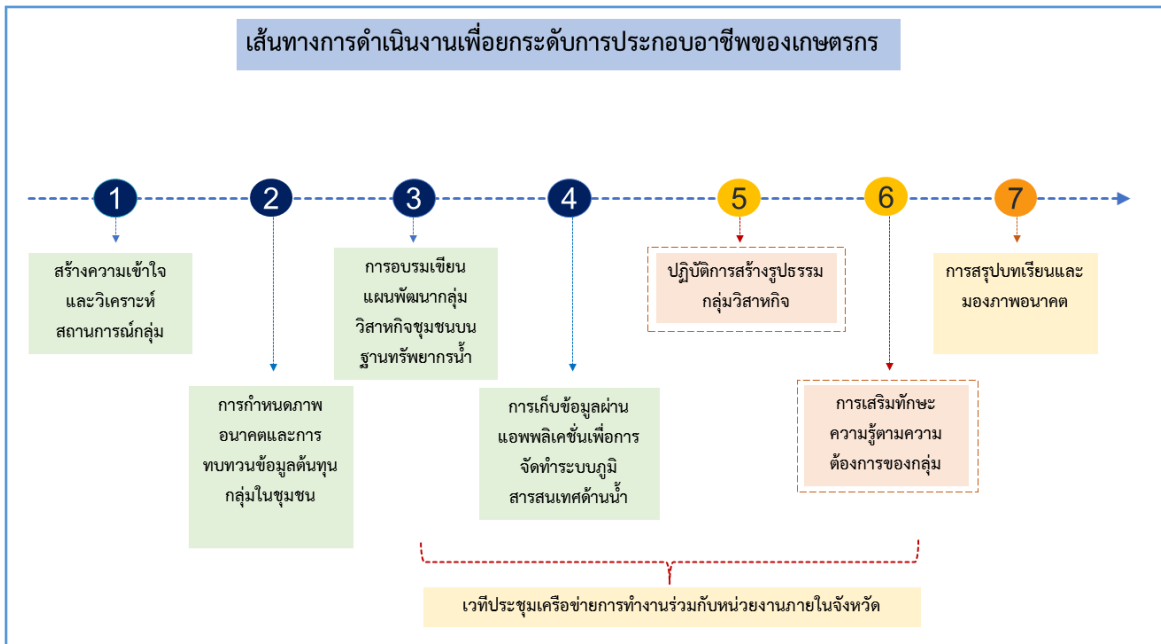 เส้นทางการดำเนินงานเพื่อยกระดับการประกอบอาชีพของเกษตรกร
1
2
3
4
5
6
7
สร้างความเข้าใจ
และวิเคราะห์
สถานการณ์กลุ่ม
การกำหนดภาพ
อนาคตและการ
ทบทวนข้อมูลต้นทุน
กลุ่มในชุมชน
การอบรมเขียน
แผนพัฒนากลุ่ม
วิสาหกิจชุมชนบน
ฐานทรัพยากรน้ำ
การเก็บข้อมูลผ่าน
แอพพลิเคชั่นเพื่อการ
จัดทำระบบภูมิ
สารสนเทศด้านน้ำ
ปฏิบัติการสร้างรูปธรรม
กลุ่มวิสาหกิจ
การเสริมทักษะ
ความรู้ตามความ
ต้องการของกลุ่ม
การสรุปบทเรียนและ
มองภาพอนาคต
เวทีประชุมเครือข่ายการทำงานร่วมกับหน่วยงานภายในจังหวัด